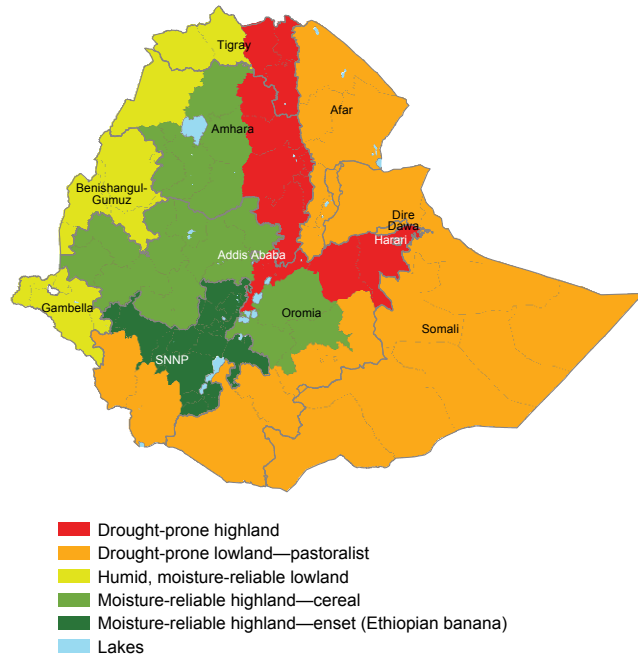 Tigray
Afar
Amhara
Benishangul-
Gumuz
Dire
Dawa
Harari
Addis Ababa
Gambella
Oromia
Somali
SNNP
Drought-prone highland
Drought-prone lowland—pastoralist
Humid, moisture-reliable lowland
Moisture-reliable highland—cereal
Moisture-reliable highland—enset (Ethiopian banana)
Lakes